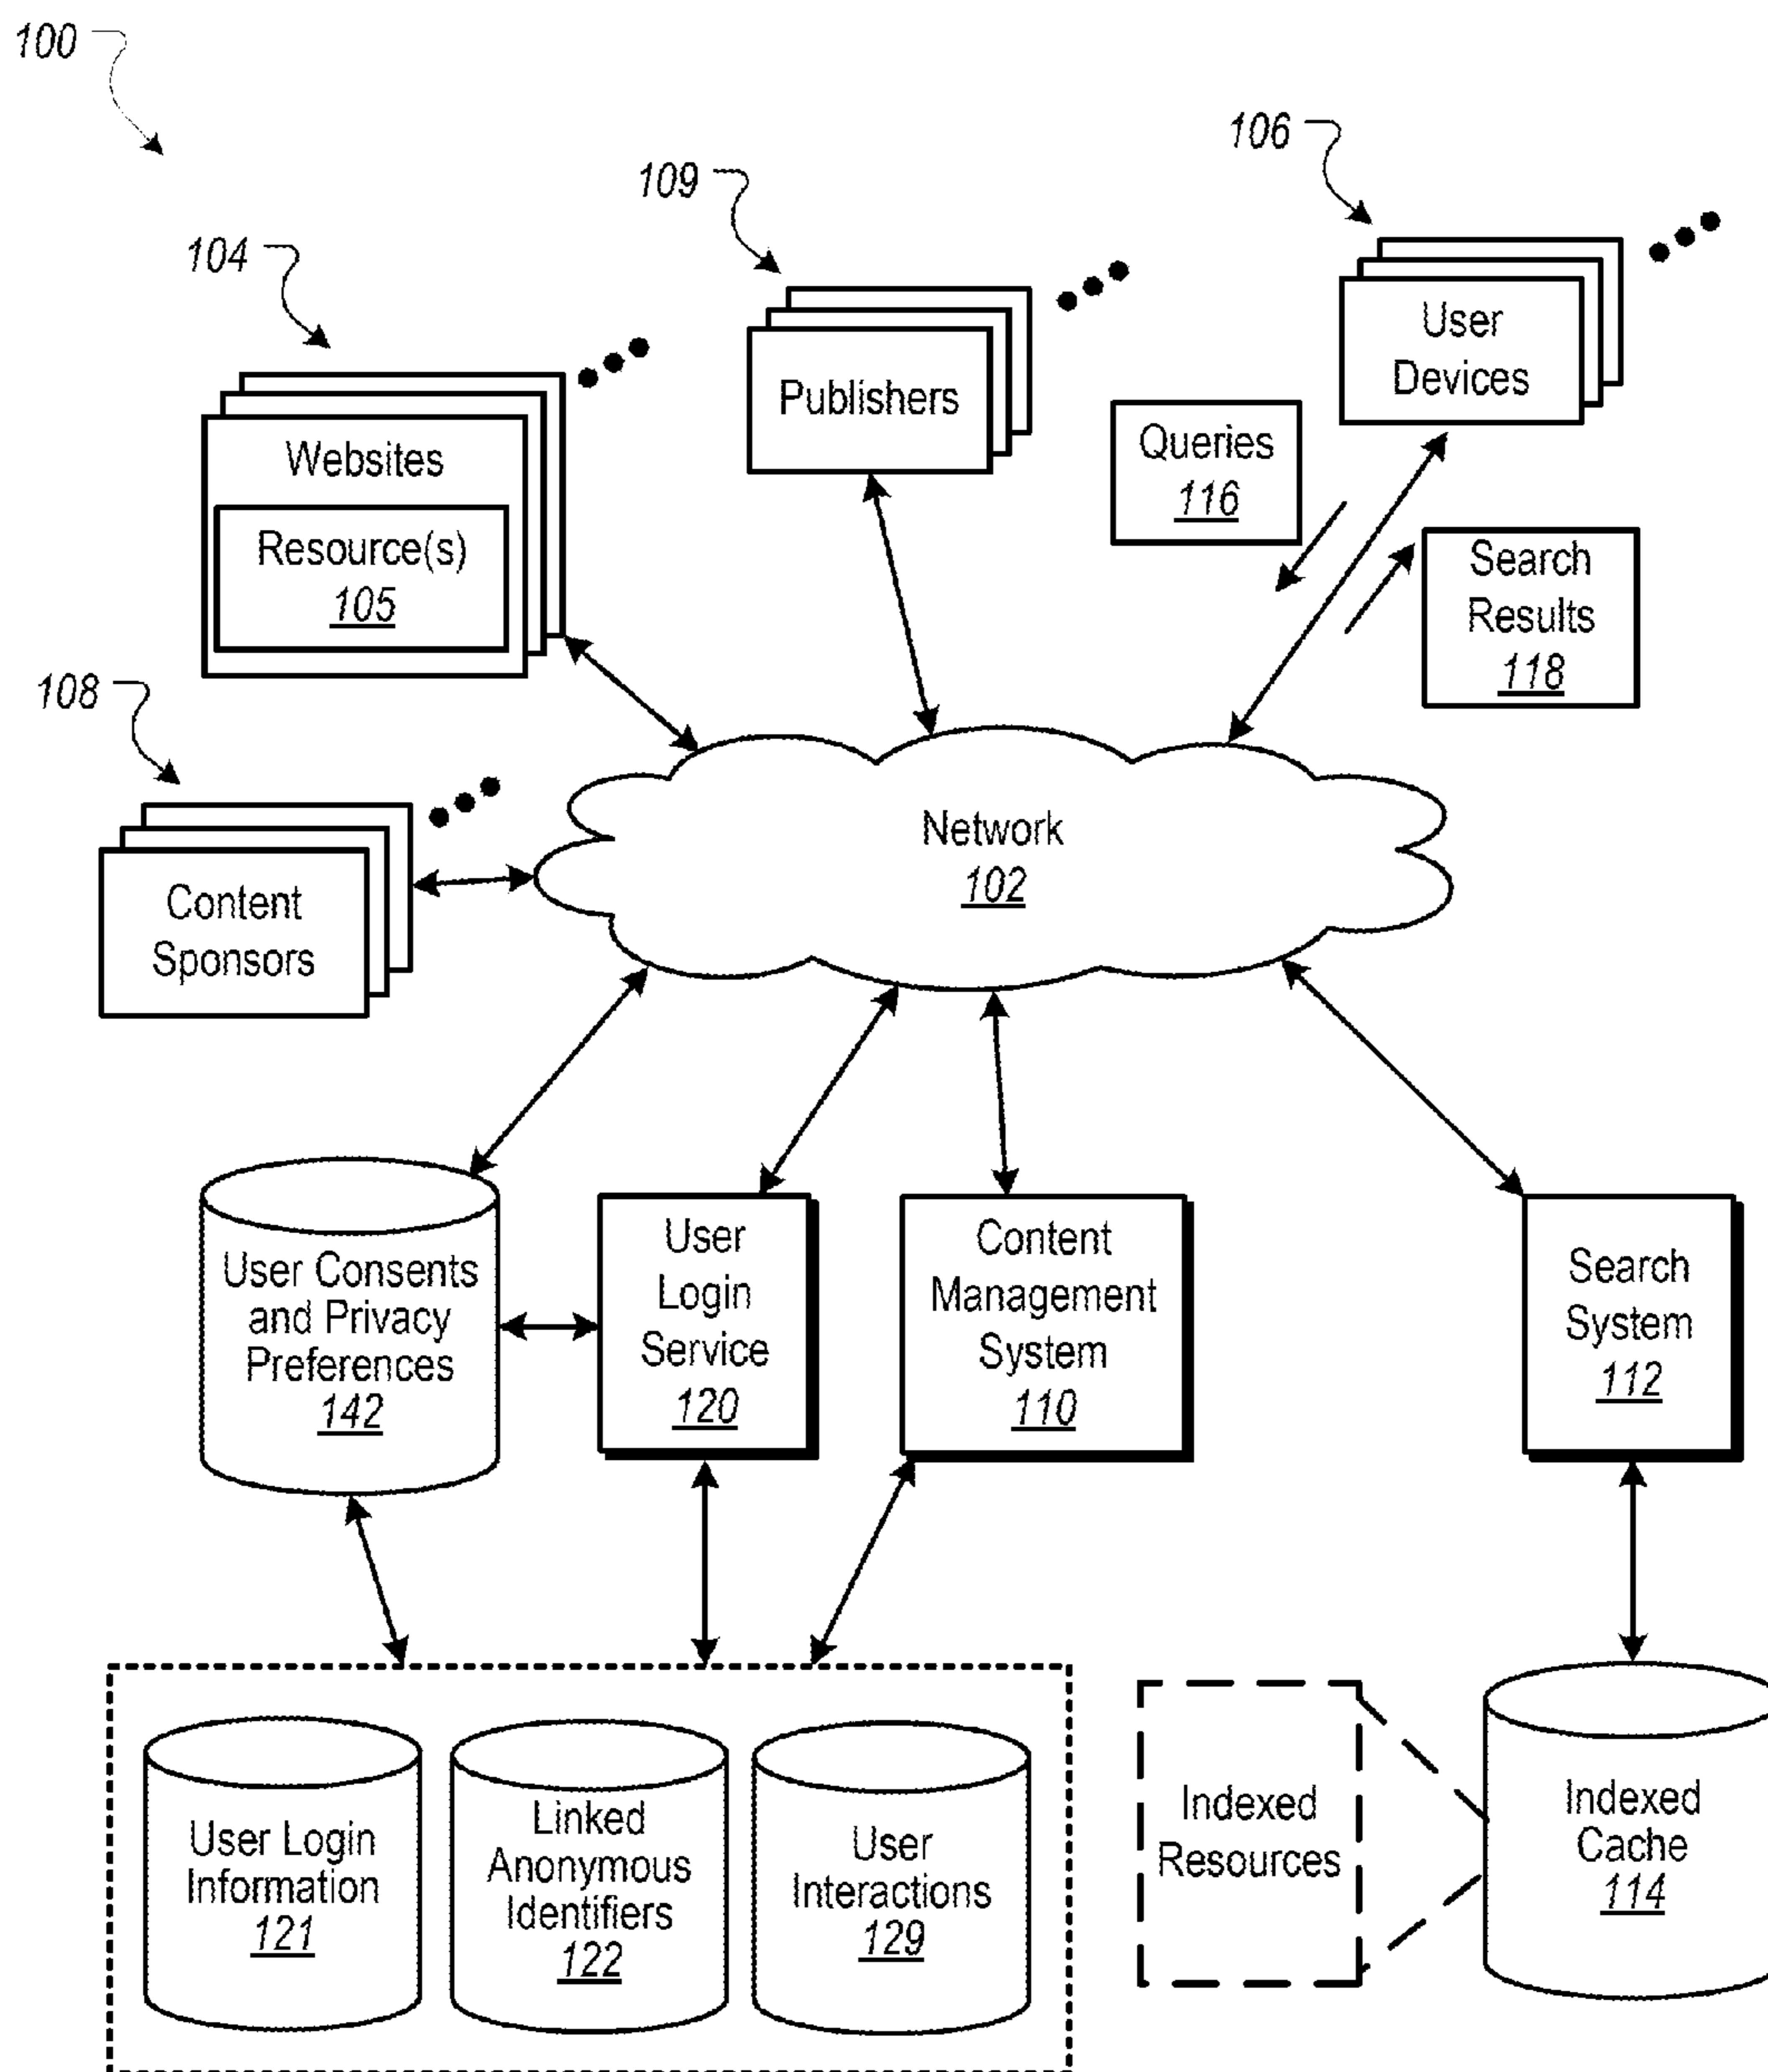 100
106
109
104
User
Devices
Publishers
Queries
116
Websites
Resource(s)
105
Search
Results
118
108
Network
102
Content
Sponsors
User Consents
and Privacy
Preferences
142
User
Login
Service
120
Content
Management
System
110
Search
System
112
User Login
Information
121
Linked
Anonymous
Identifiers
122
User
Interactions
129
Indexed
Resources
Indexed
Cache
114